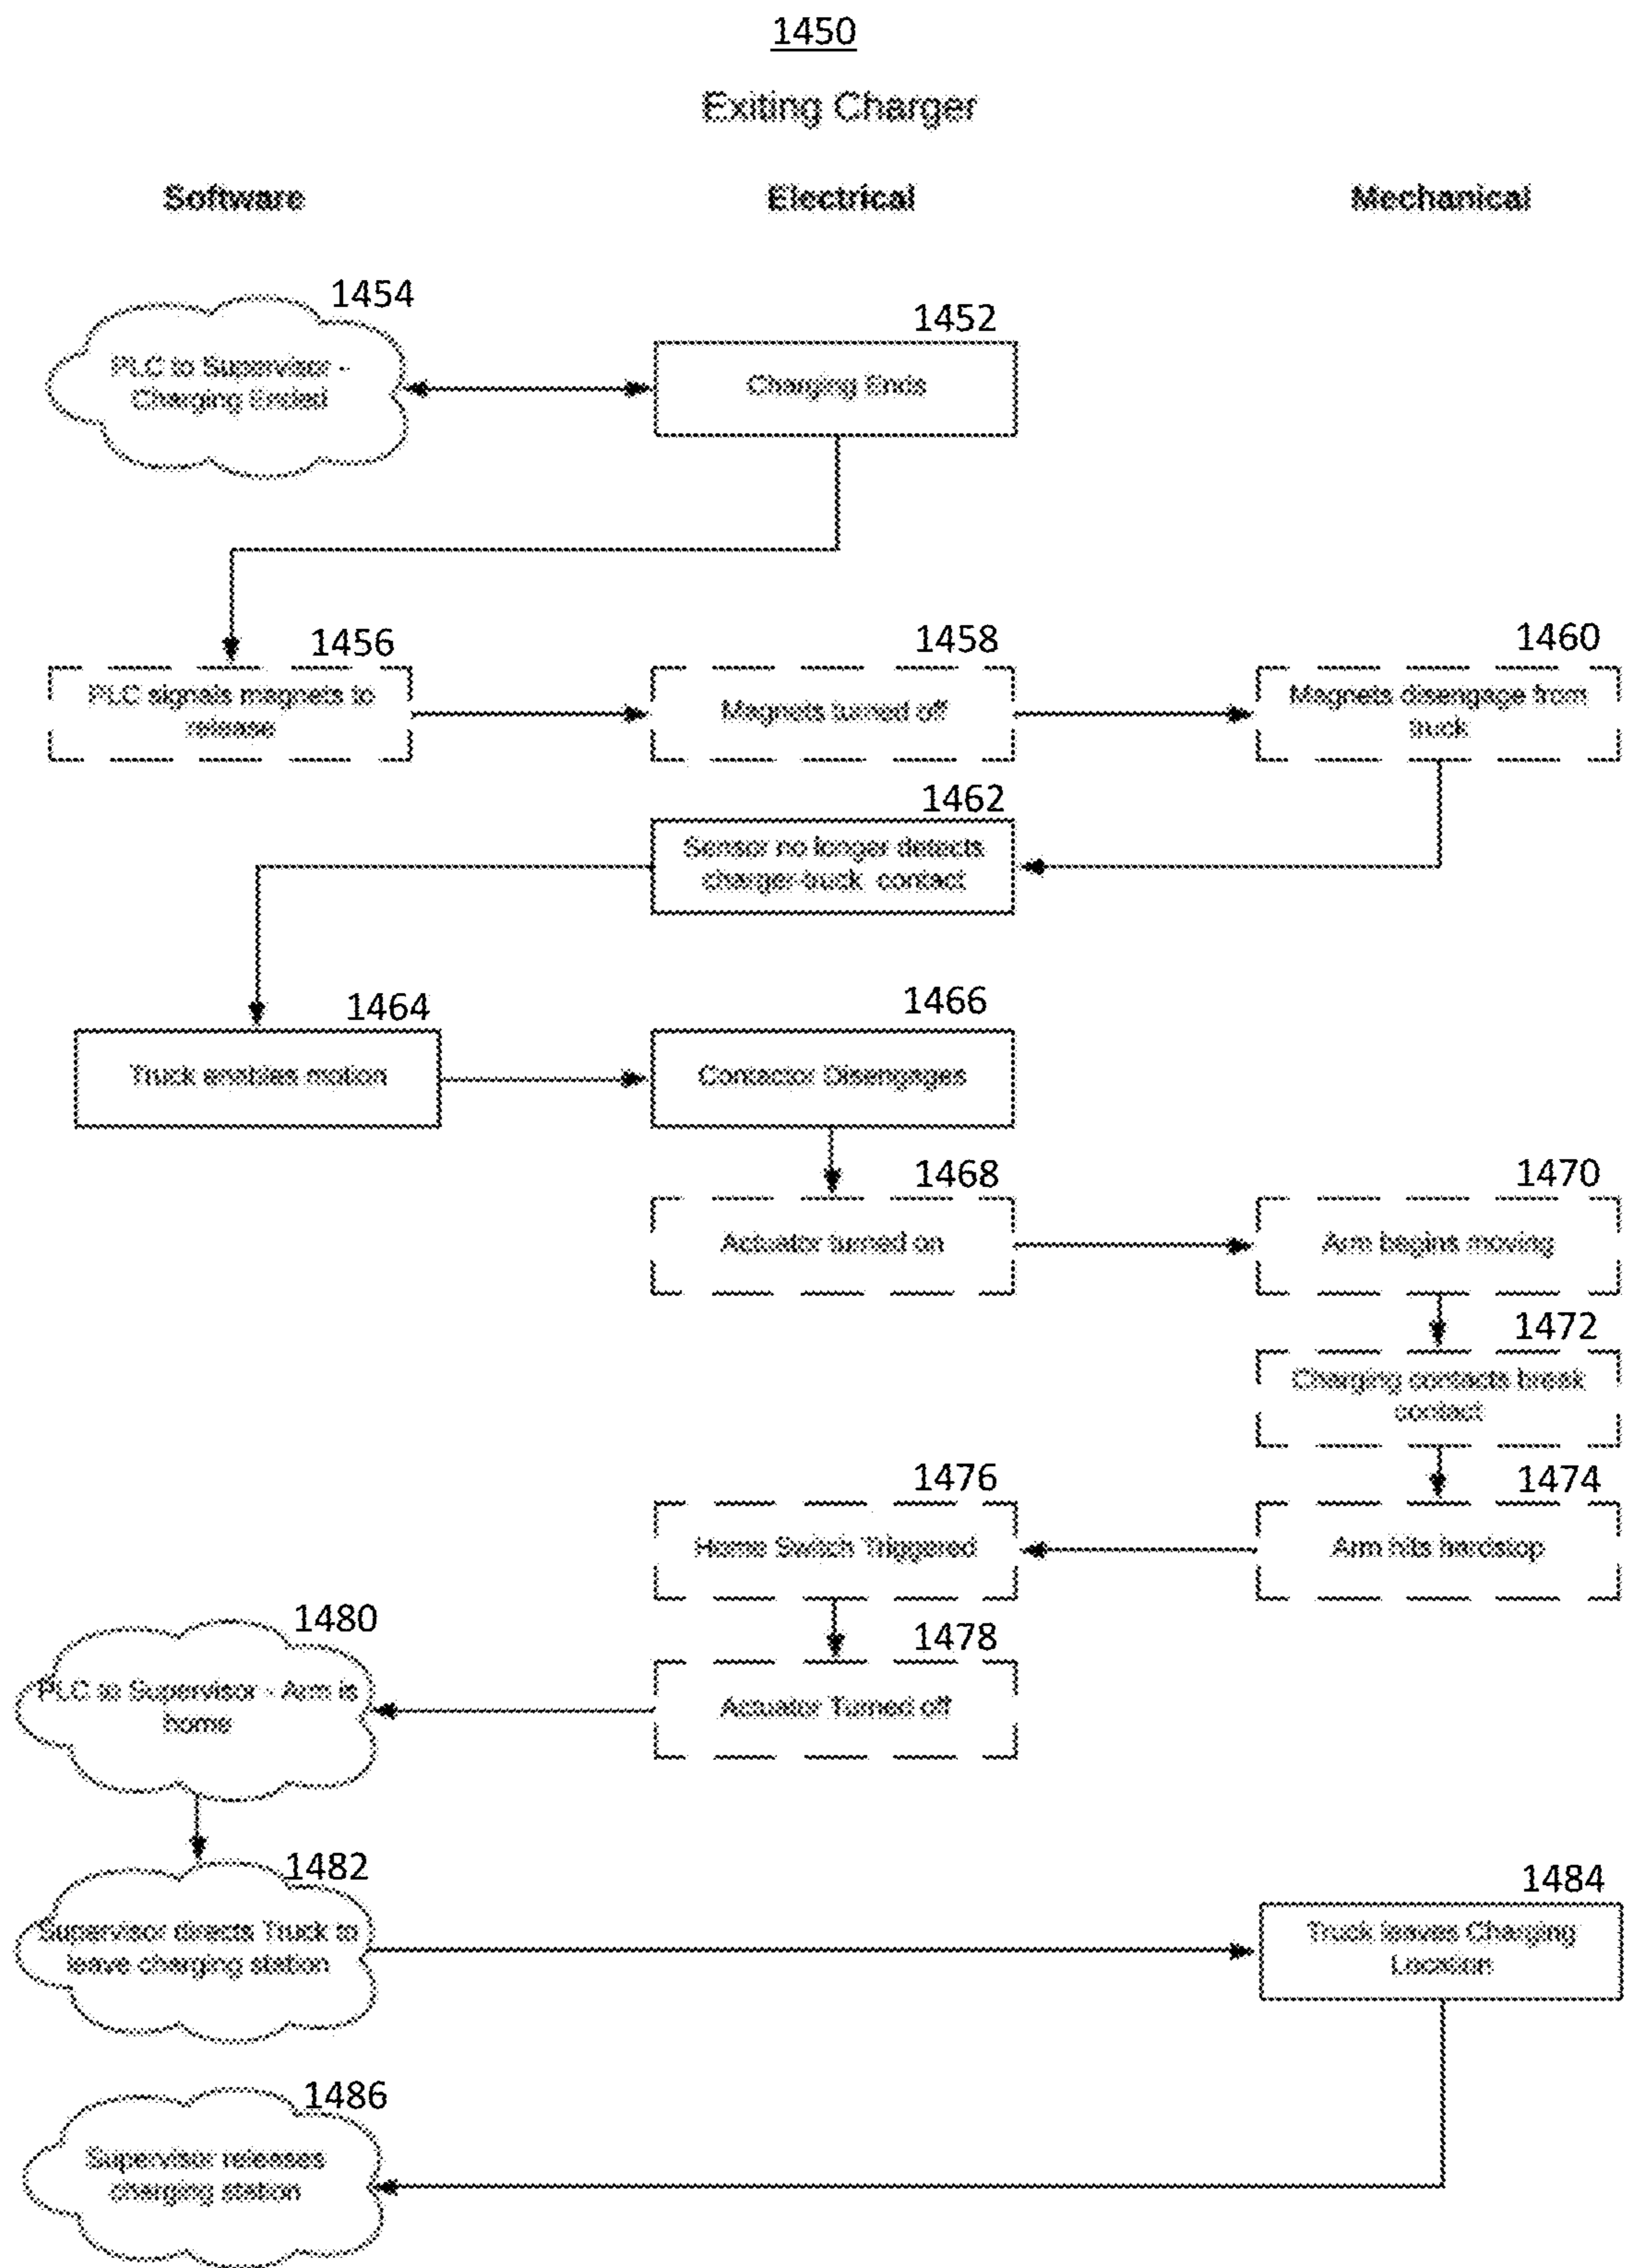 1450
Exiting Charger
Software
Electrical
Mechanical
1454
PLC to Supervisor -
Charging Ended
1452
Charging Ends
1456
PLC signals magnets to
release
1458
Magnets turned off
1460
Magnets disengage from
truck
1462
Sensor no longer detects
charger-truck contact
1464
Truck enables motion
1466
Contactor Disengages
1468
Actuator turned on
1470
Arm begins moving
1472
Charging contacts break
contact
1474
Arm hits hardstop
1476
Home Switch Triggered
1478
Actuator Turned off
1480
PLC to Supervisor - Arm is
home
1482
Supervisor directs Truck to
leave charging station
1484
Truck leaves Charging
Location
1486
Supervisor releases
charging station